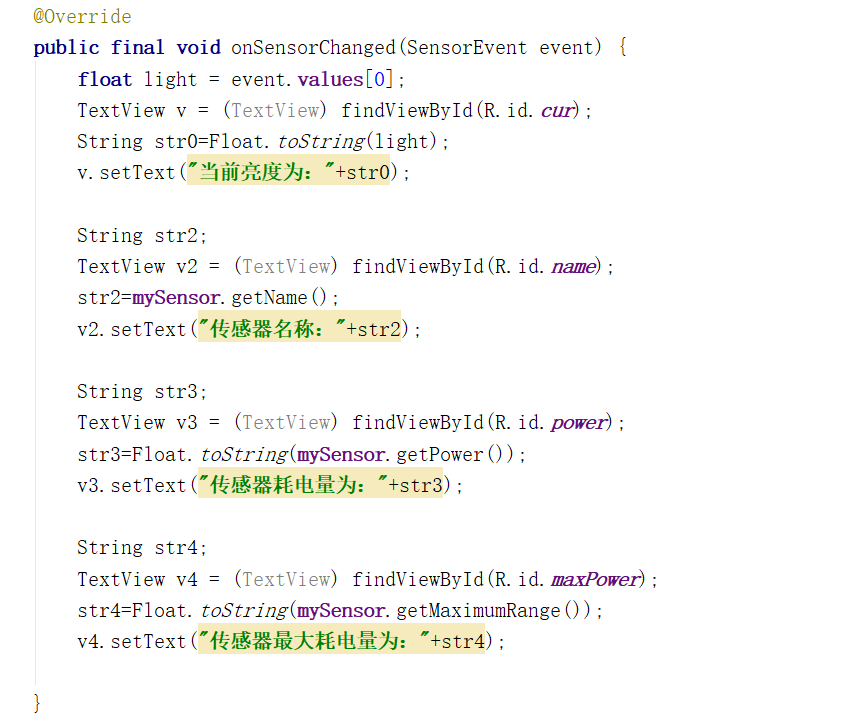 @Override
public final void onSensorChanged(SensorEvent event) {
    float light = event.values[0];
    TextView v = (TextView) findViewById(R.id.cur);
    String str0=Float.toString(light);
    v.setText("当前亮度为："+str0);

    String str2;
    TextView v2 = (TextView) findViewById(R.id.name);
    str2=mySensor.getName();
    v2.setText("传感器名称："+str2);

    String str3;
    TextView v3 = (TextView) findViewById(R.id.power);
    str3=Float.toString(mySensor.getPower());
    v3.setText("传感器耗电量为："+str3);

    String str4;
    TextView v4 = (TextView) findViewById(R.id.maxPower);
    str4=Float.toString(mySensor.getMaximumRange());
    v4.setText("传感器最大耗电量为："+str4);

}